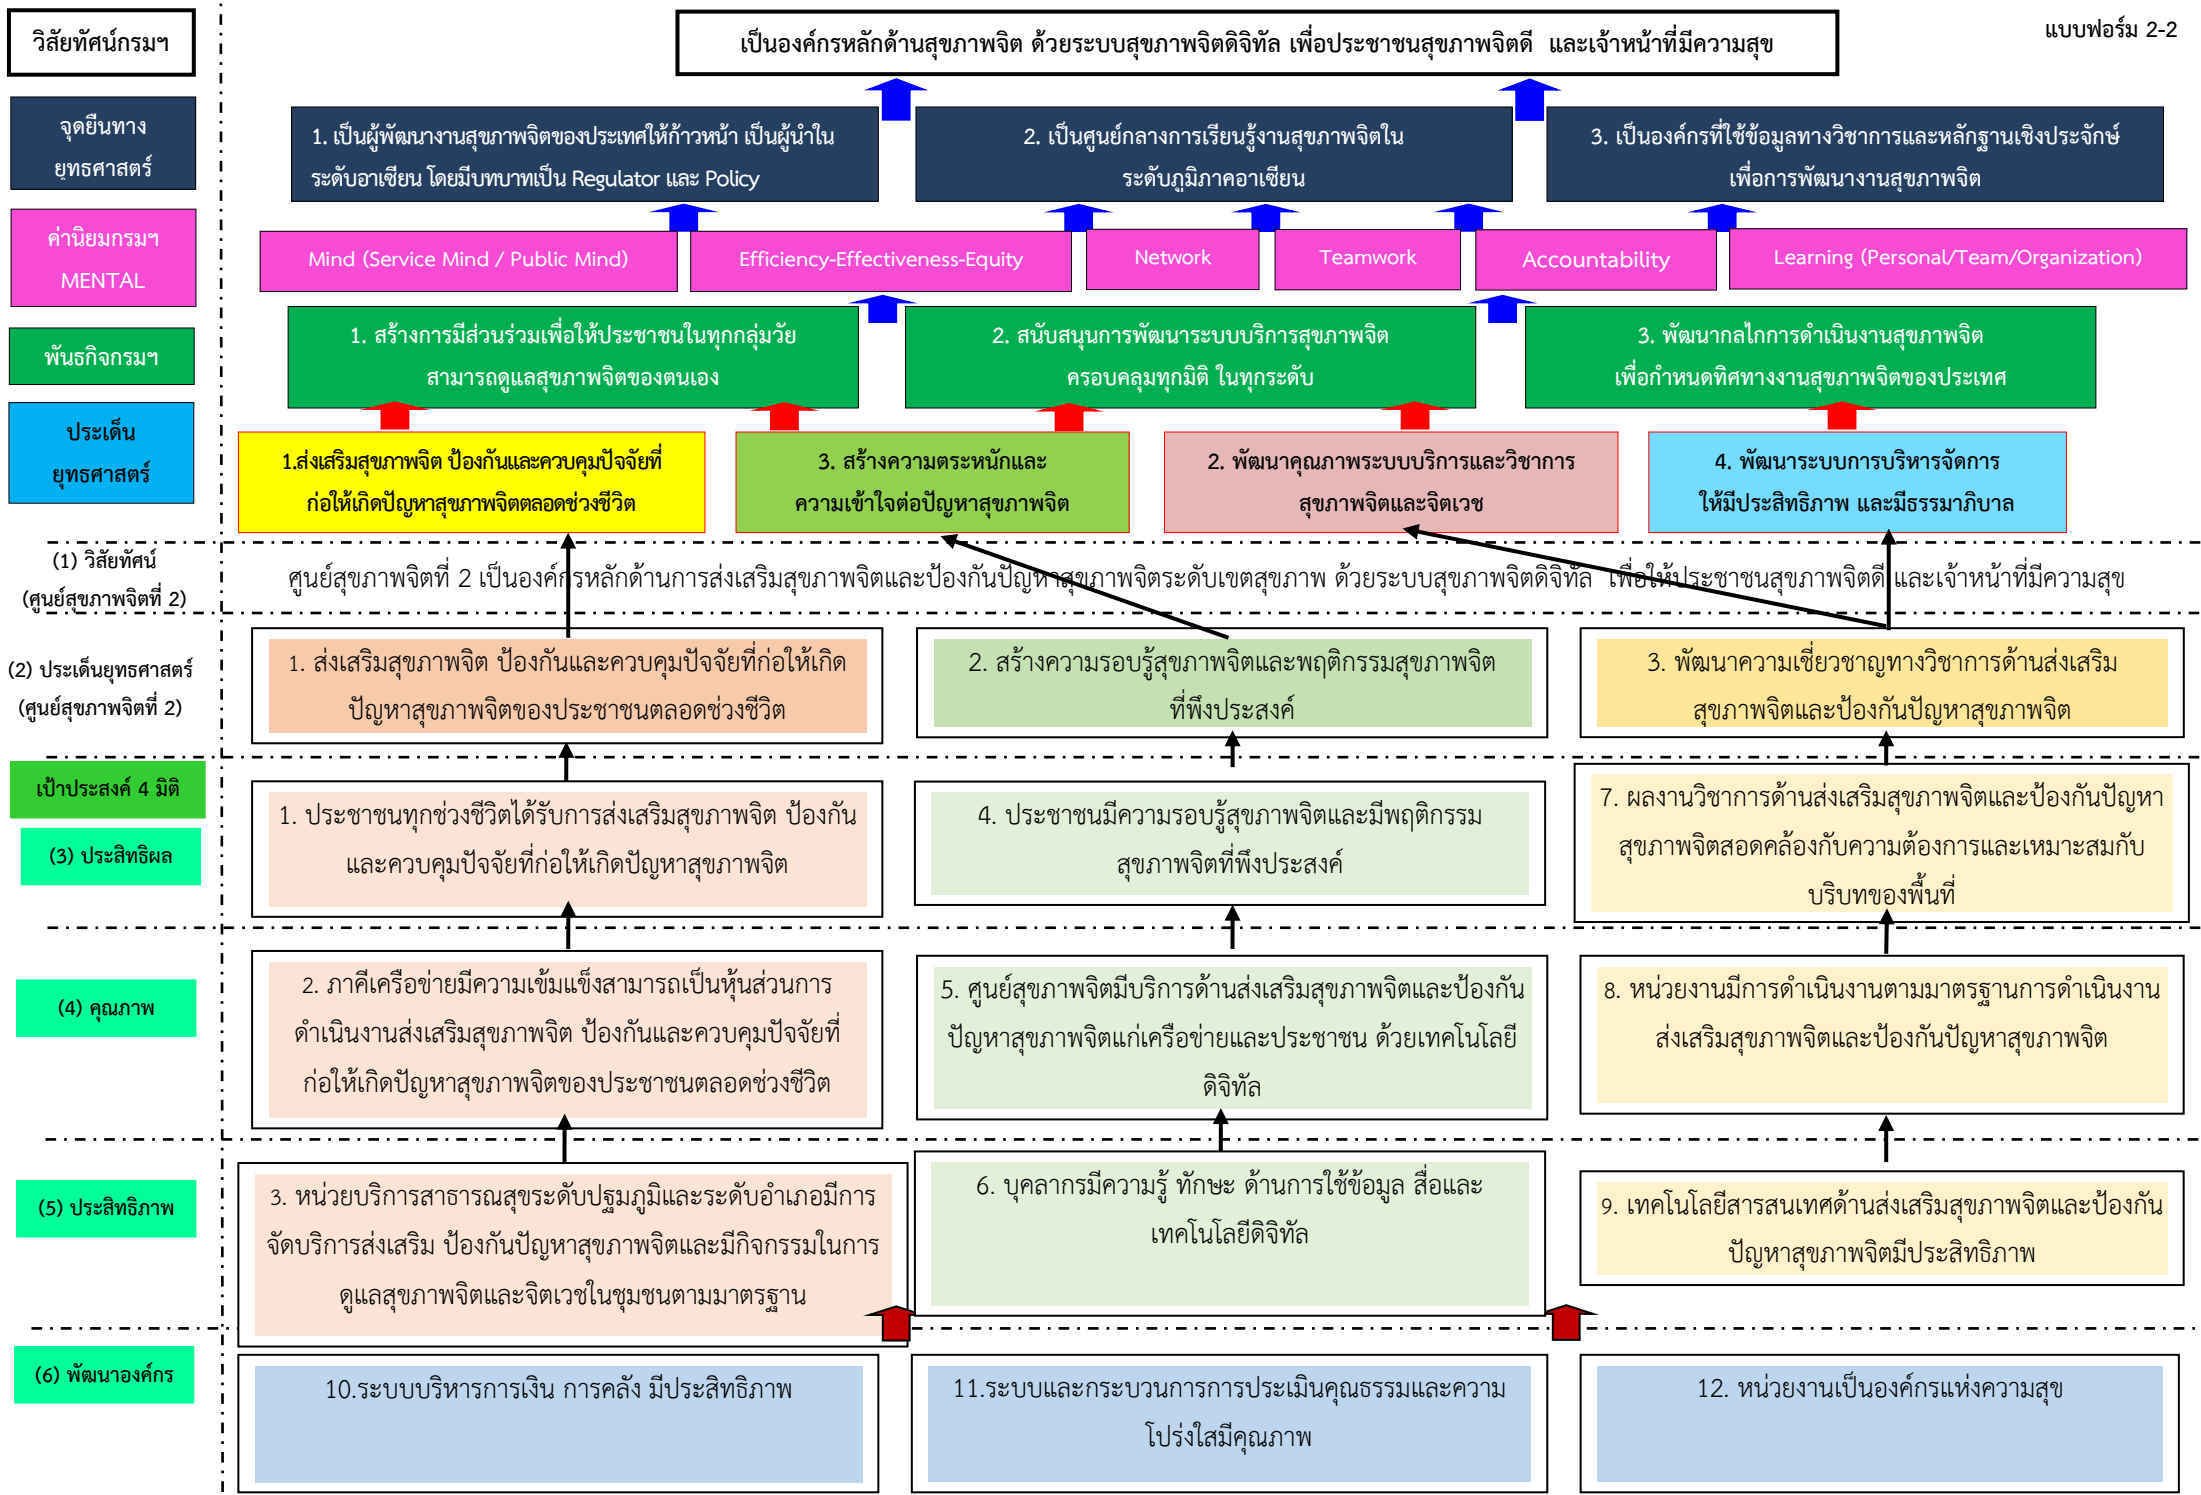 แบบฟอร์ม 2-2
วิสัยทัศน์กรมฯ
เป็นองค์กรหลักด้านสุขภาพจิต ด้วยระบบสุขภาพจิตดิจิทัล เพื่อประชาชนสุขภาพจิตดี และเจ้าหน้าที่มีความสุข
จุดยืนทาง
ยุทธศาสตร์
1. เป็นผู้พัฒนางานสุขภาพจิตของประเทศให้ก้าวหน้า เป็นผู้นำใน
ระดับอาเซียน โดยมีบทบาทเป็น Regulator และ Policy
2. เป็นศูนย์กลางการเรียนรู้งานสุขภาพจิตใน
ระดับภูมิภาคอาเซียน
3. เป็นองค์กรที่ใช้ข้อมูลทางวิชาการและหลักฐานเชิงประจักษ์
เพื่อการพัฒนางานสุขภาพจิต
ค่านิยมกรมฯ
MENTAL
Mind (Service Mind / Public Mind)
Efficiency-Effectiveness-Equity
Network
Teamwork
Accountability
Learning (Personal/Team/Organization)
พันธกิจกรมฯ
1. สร้างการมีส่วนร่วมเพื่อให้ประชาชนในทุกกลุ่มวัย
สามารถดูแลสุขภาพจิตของตนเอง
2. สนับสนุนการพัฒนาระบบบริการสุขภาพจิต
ครอบคลุมทุกมิติ ในทุกระดับ
3. พัฒนากลไกการดำเนินงานสุขภาพจิต
เพื่อกำหนดทิศทางงานสุขภาพจิตของประเทศ
ประเด็น
ยุทธศาสตร์
1.ส่งเสริมสุขภาพจิต ป้องกันและควบคุมปัจจัยที่
ก่อให้เกิดปัญหาสุขภาพจิตตลอดช่วงชีวิต
3. สร้างความตระหนักและ
ความเข้าใจต่อปัญหาสุขภาพจิต
2. พัฒนาคุณภาพระบบบริการและวิชาการ
สุขภาพจิตและจิตเวช
4. พัฒนาระบบการบริหารจัดการ
ให้มีประสิทธิภาพ และมีธรรมาภิบาล
(1) วิสัยทัศน์
(ศูนย์สุขภาพจิตที่ 2)
ศูนย์สุขภาพจิตที่ 2 เป็นองค์กรหลักด้านการส่งเสริมสุขภาพจิตและป้องกันปัญหาสุขภาพจิตระดับเขตสุขภาพ ด้วยระบบสุขภาพจิตดิจิทัล เพื่อให้ประชาชนสุขภาพจิตดี และเจ้าหน้าที่มีความสุข
(2) ประเด็นยุทธศาสตร์
(ศูนย์สุขภาพจิตที่ 2)
1. ส่งเสริมสุขภาพจิต ป้องกันและควบคุมปัจจัยที่ก่อให้เกิด
ปัญหาสุขภาพจิตของประชาชนตลอดช่วงชีวิต
2. สร้างความรอบรู้สุขภาพจิตและพฤติกรรมสุขภาพจิต
ที่พึงประสงค์
3. พัฒนาความเชี่ยวชาญทางวิชาการด้านส่งเสริม
สุขภาพจิตและป้องกันปัญหาสุขภาพจิต
เป้าประสงค์ 4 มิติ
(3) ประสิทธิผล
1. ประชาชนทุกช่วงชีวิตได้รับการส่งเสริมสุขภาพจิต ป้องกัน
และควบคุมปัจจัยที่ก่อให้เกิดปัญหาสุขภาพจิต
4. ประชาชนมีความรอบรู้สุขภาพจิตและมีพฤติกรรม
สุขภาพจิตที่พึงประสงค์
7. ผลงานวิชาการด้านส่งเสริมสุขภาพจิตและป้องกันปัญหา
สุขภาพจิตสอดคล้องกับความต้องการและเหมาะสมกับ
บริบทของพื้นที่
(4) คุณภาพ
2. ภาคีเครือข่ายมีความเข้มแข็งสามารถเป็นหุ้นส่วนการ
ดำเนินงานส่งเสริมสุขภาพจิต ป้องกันและควบคุมปัจจัยที่
ก่อให้เกิดปัญหาสุขภาพจิตของประชาชนตลอดช่วงชีวิต
5. ศูนย์สุขภาพจิตมีบริการด้านส่งเสริมสุขภาพจิตและป้องกัน
ปัญหาสุขภาพจิตแก่เครือข่ายและประชาชน ด้วยเทคโนโลยี
ดิจิทัล
8. หน่วยงานมีการดำเนินงานตามมาตรฐานการดำเนินงาน
ส่งเสริมสุขภาพจิตและป้องกันปัญหาสุขภาพจิต
(5) ประสิทธิภาพ
3. หน่วยบริการสาธารณสุขระดับปฐมภูมิและระดับอำเภอมีการ
จัดบริการส่งเสริม ป้องกันปัญหาสุขภาพจิตและมีกิจกรรมในการ
ดูแลสุขภาพจิตและจิตเวชในชุมชนตามมาตรฐาน
6. บุคลากรมีความรู้ ทักษะ ด้านการใช้ข้อมูล สื่อและ
เทคโนโลยีดิจิทัล
9. เทคโนโลยีสารสนเทศด้านส่งเสริมสุขภาพจิตและป้องกัน
ปัญหาสุขภาพจิตมีประสิทธิภาพ
(6) พัฒนาองค์กร
10.ระบบบริหารการเงิน การคลัง มีประสิทธิภาพ
11.ระบบและกระบวนการการประเมินคุณธรรมและความ
โปร่งใสมีคุณภาพ
12. หน่วยงานเป็นองค์กรแห่งความสุข